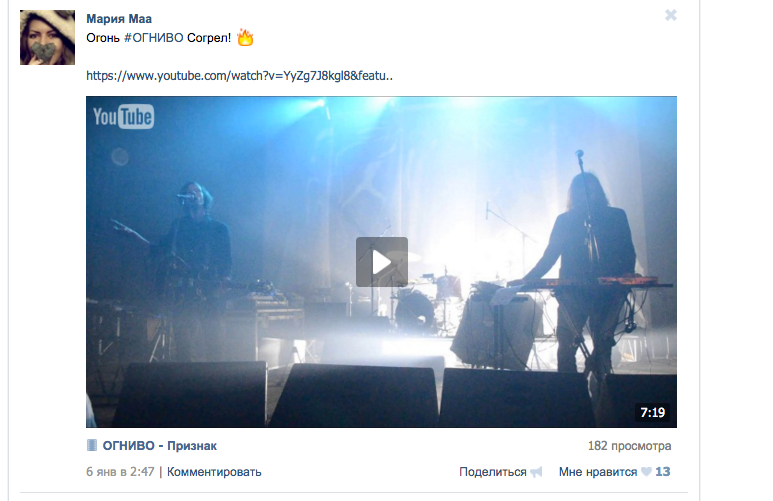 Мария Маа
Огонь #ОГНИВО Согрел!
https://www.youtube.com/watch?v=YyZg7J8kgl8&featu..
YouTube
7:19
ОГНИВО - Признак
182 просмотра
6 янв в 2:47 | Комментировать
Поделиться
Мне нравится 13